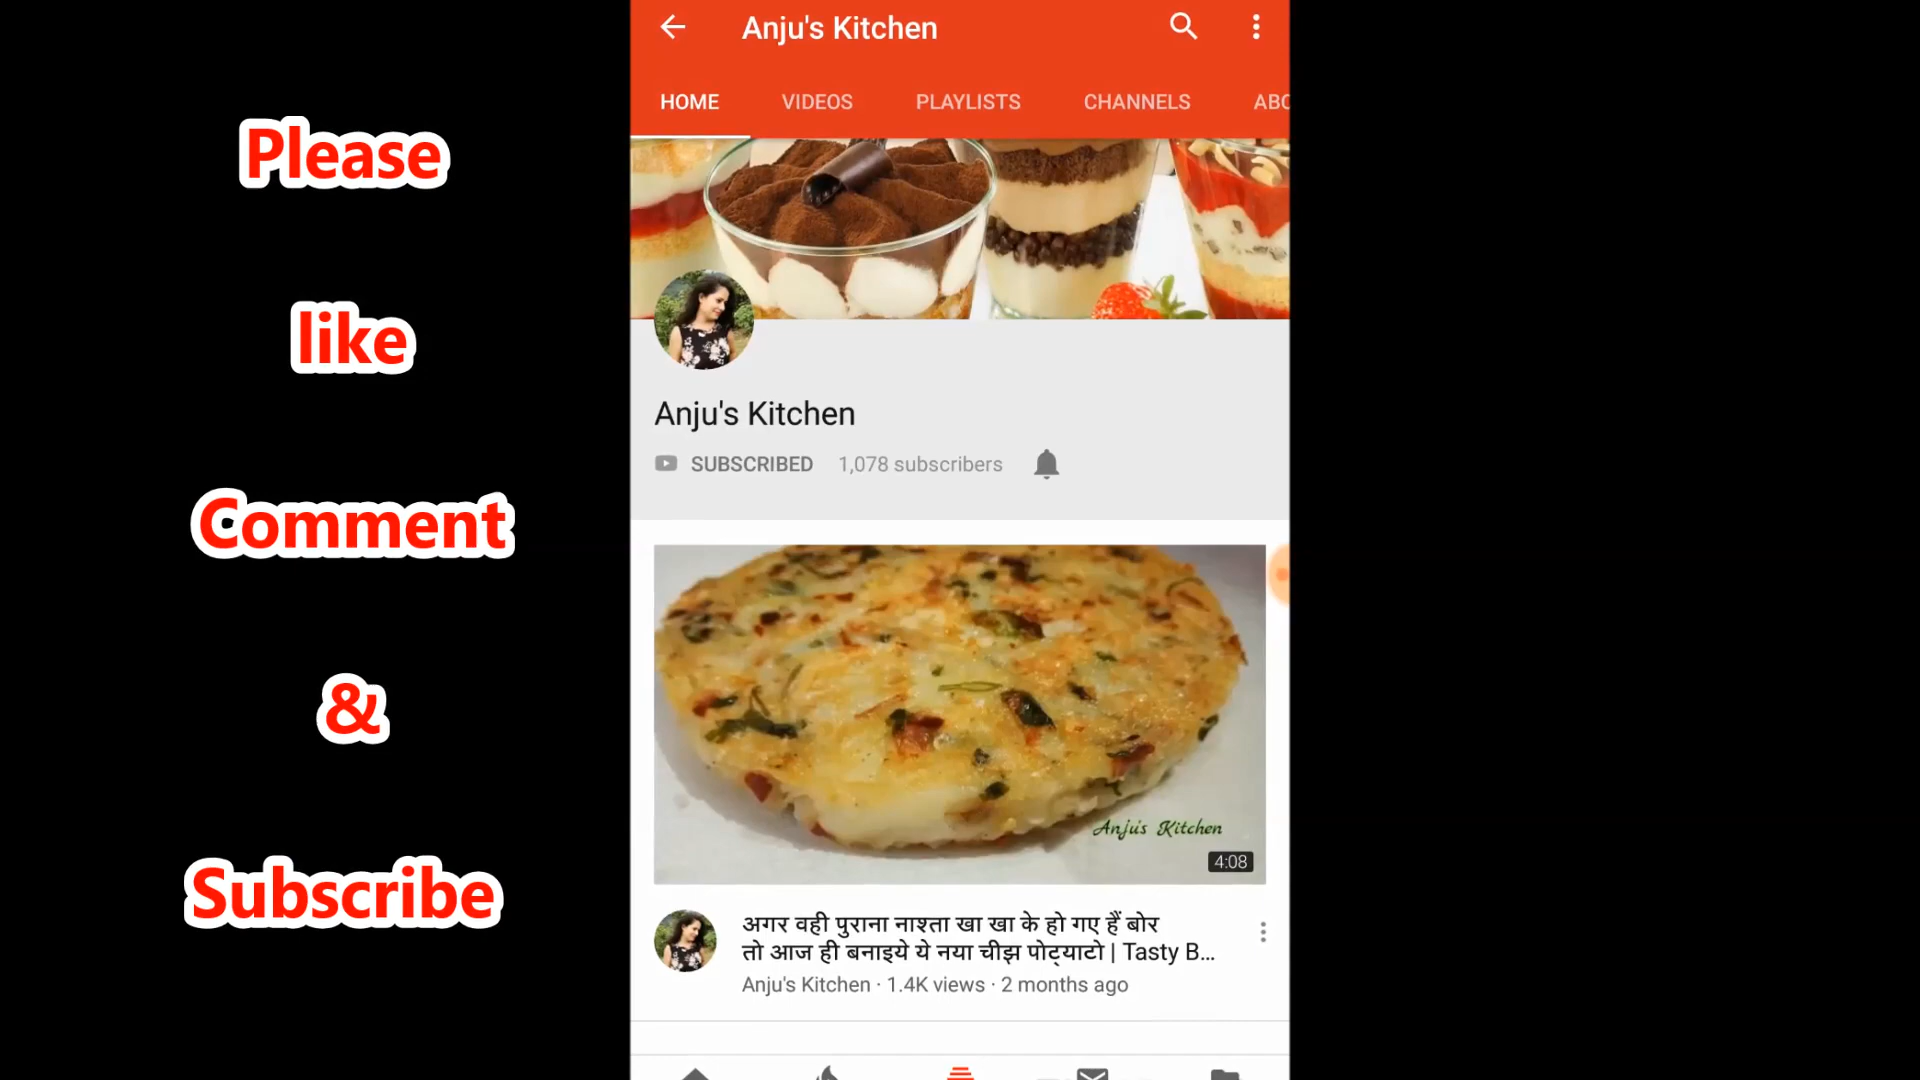 Please
like
Comment
&
Subscribe
Anju's Kitchen
HOME VIDEOS PLAYLISTS CHANNELS ABC
Anju's Kitchen
SUBSCRIBED 1,078 subscribers
Anju's Kitchen
4:08
अगर वही पुराना नाश्ता खा खा के हो गए हैं बोर
तो आज ही बनाइये ये नया चीझ पोट्याटो | Tasty B...
Anju's Kitchen · 1.4K views · 2 months ago